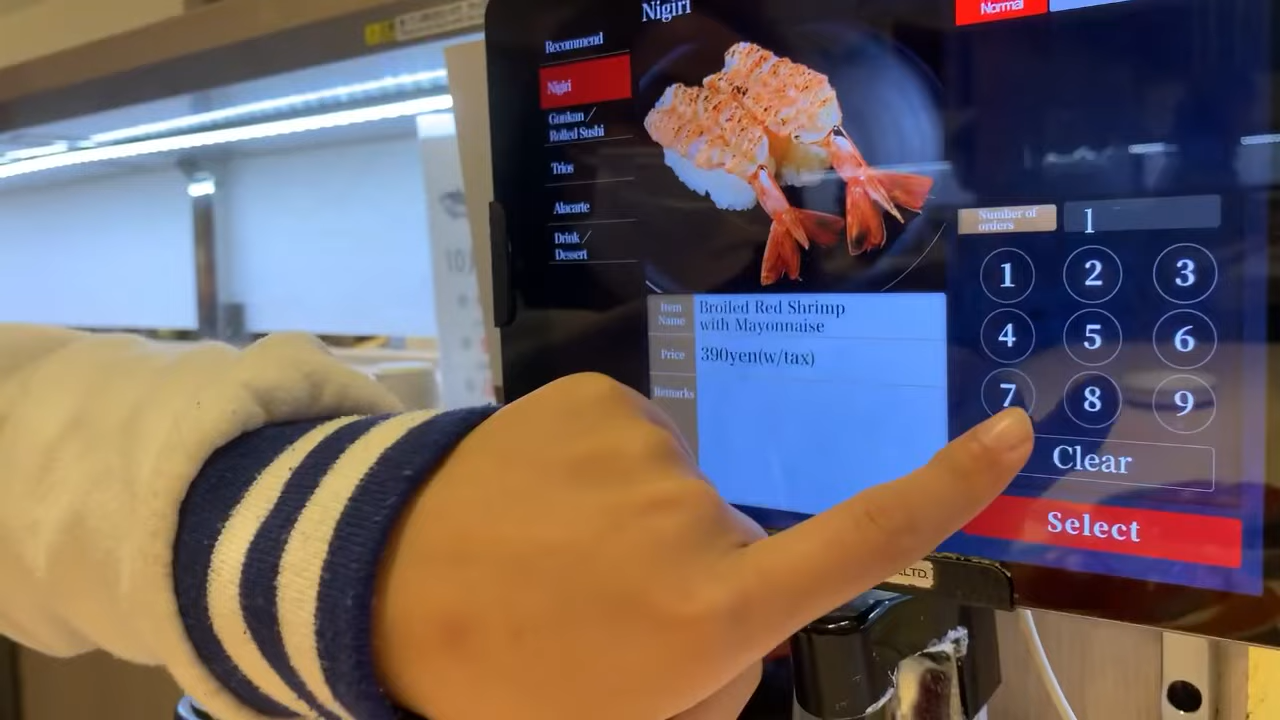 Nigiri
Normal
Recommend
Nigiri
Gunkan /
Rolled Sushi
Trios
Alacarte
Drink /
Dessert
Number of
orders
1
1 2 3
4 5 6
7 8 9
Clear
Select
Item
Name
Broiled Red Shrimp
with Mayonnaise
Price
390yen(w/tax)
Remarks
LTD.
10